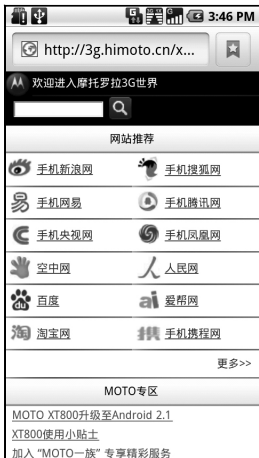 3:46 PM
http://3g.himoto.cn/x...
欢迎进入摩托罗拉3G世界
网站推荐
手机新浪网 手机搜狐网
手机网易 手机腾讯网
手机央视网 手机凤凰网
空中网 人民网
百度 爱帮网
淘宝网 手机携程网
更多>>
MOTO专区
MOTO XT800升级至Android 2.1
XT800使用小贴士
加入 “MOTO一族” 专享精彩服务